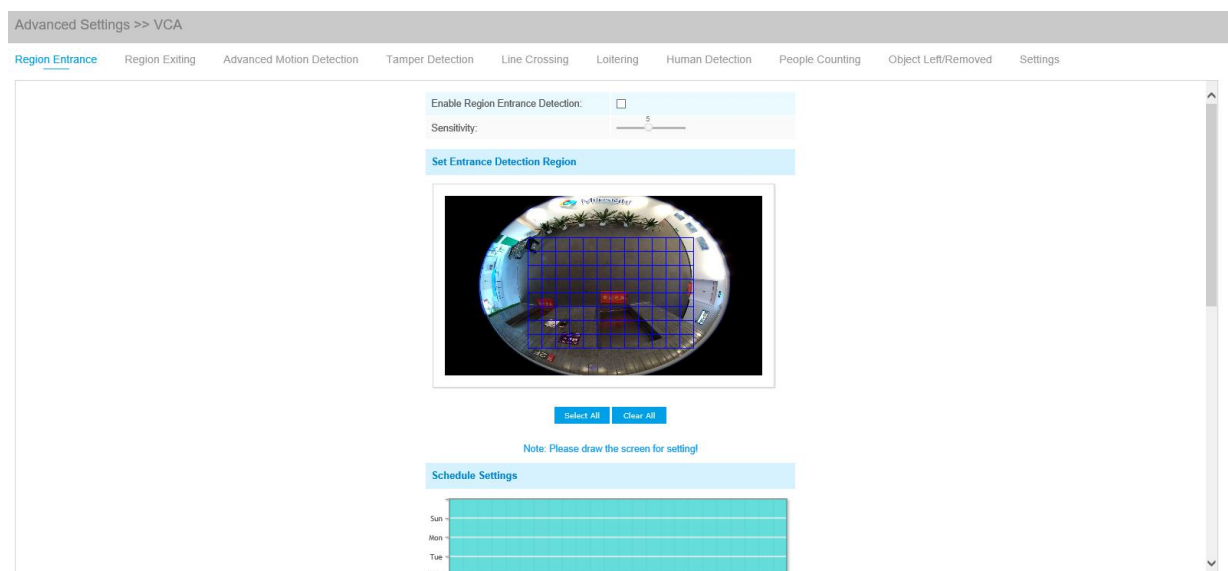 Advanced Settings >> VCA
Region Entrance Region Exiting Advanced Motion Detection Tamper Detection Line Crossing Loitering Human Detection People Counting Object Left/Removed Settings
Enable Region Entrance Detection:
Sensitivity: 5
Set Entrance Detection Region
Select All Clear All
Note: Please draw the screen for setting!
Schedule Settings
Sun
Mon
Tue